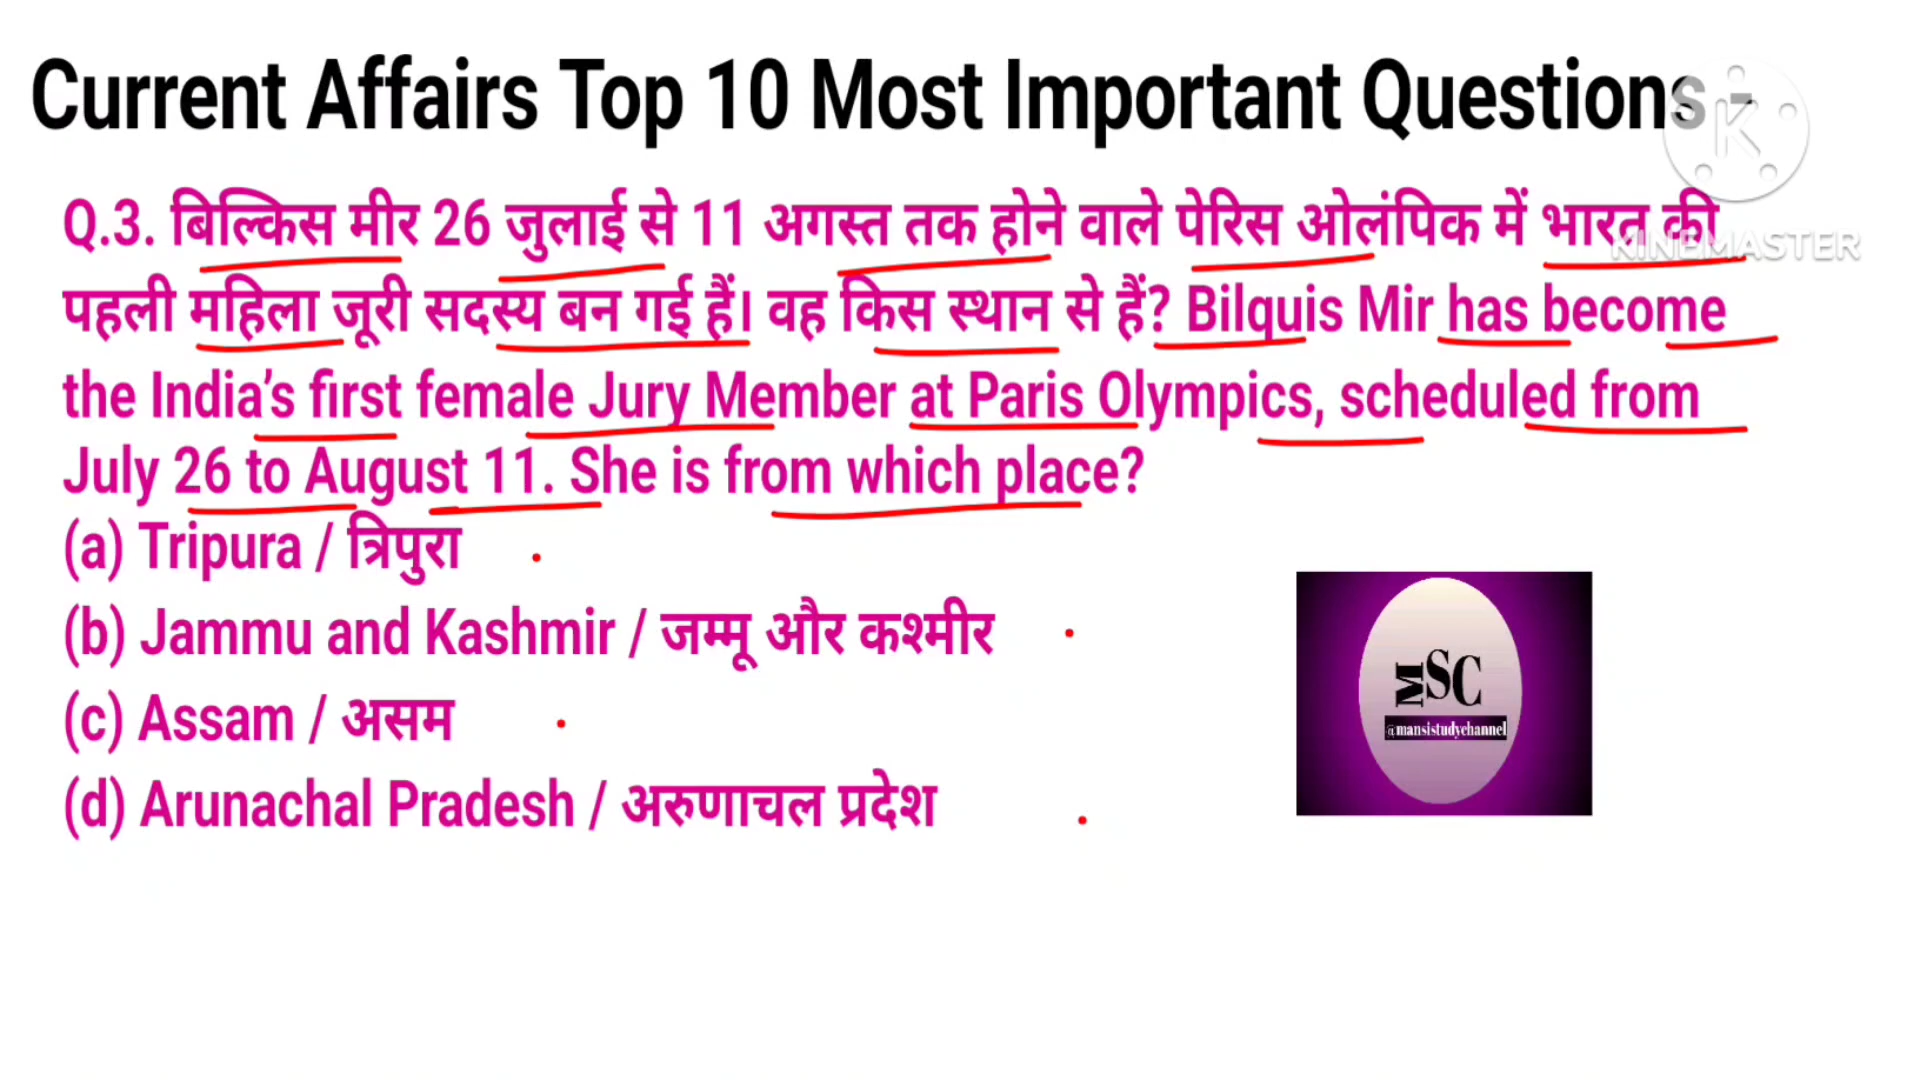 Current Affairs Top 10 Most Important Questions -
Q.3. बिल्किस मीर 26 जुलाई से 11 अगस्त तक होने वाले पेरिस ओलंपिक में भारत की
पहली महिला जूरी सदस्य बन गई हैं। वह किस स्थान से हैं? Bilquis Mir has become
the India’s first female Jury Member at Paris Olympics, scheduled from
July 26 to August 11. She is from which place?
(a) Tripura / त्रिपुरा
(b) Jammu and Kashmir / जम्मू और कश्मीर
(c) Assam / असम
(d) Arunachal Pradesh / अरुणाचल प्रदेश
K
KINEMASTER
MSC
@mansistudychannel